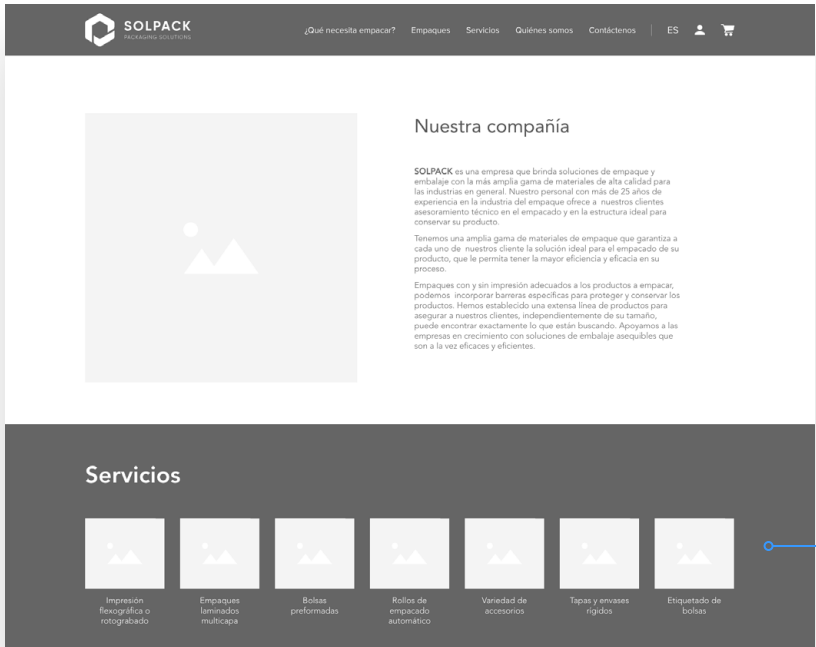 SOLPACK
PACKAGING SOLUTIONS
¿Qué necesita empacar? Empaques Servicios Quiénes somos Contáctenos ES
Nuestra compañía
SOLPACK es una empresa que brinda soluciones de empaque y
embalaje con la más amplia gama de materiales de alta calidad para
las industrias en general. Nuestro personal con más de 25 años de
experiencia en la industria del empaque ofrece a nuestros clientes
asesoramiento técnico en el empacado y en la estructura ideal para
conservar su producto.
Tenemos una amplia gama de materiales de empaque que garantiza a
cada uno de nuestros cliente la solución ideal para el empacado de su
producto, que le permita tener la mayor eficiencia y eficacia en su
proceso.
Empaques con y sin impresión adecuados a los productos a empacar,
podemos incorporar barreras específicas para proteger y conservar los
productos. Hemos establecido una extensa línea de productos para
asegurar a nuestros clientes, independientemente de su tamaño,
puede encontrar exactamente lo que están buscando. Apoyamos a las
empresas en crecimiento con soluciones de embalaje asequibles que
son a la vez eficaces y eficientes.
Servicios
Impresión
flexográfica o
rotograbado
Empaques
laminados
multicapa
Bolsas
preformadas
Rollos de
empacado
automático
Variedad de
accesorios
Tapas y envases
rígidos
Etiquetado de
bolsas